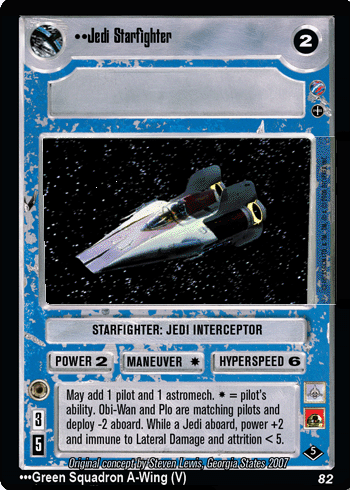 ••Jedi Starfighter
2
STARFIGHTER: JEDI INTERCEPTOR
POWER 2
MANEUVER *
HYPERSPEED 6
3
5
May add 1 pilot and 1 astromech. * = pilot's
ability. Obi-Wan and Plo are matching pilots and
deploy -2 aboard. While a Jedi aboard, power +2
and immune to Lateral Damage and attrition < 5.
5
Original concept by Steven Lewis, Georgia States 2007
•••Green Squadron A-Wing (V)
82